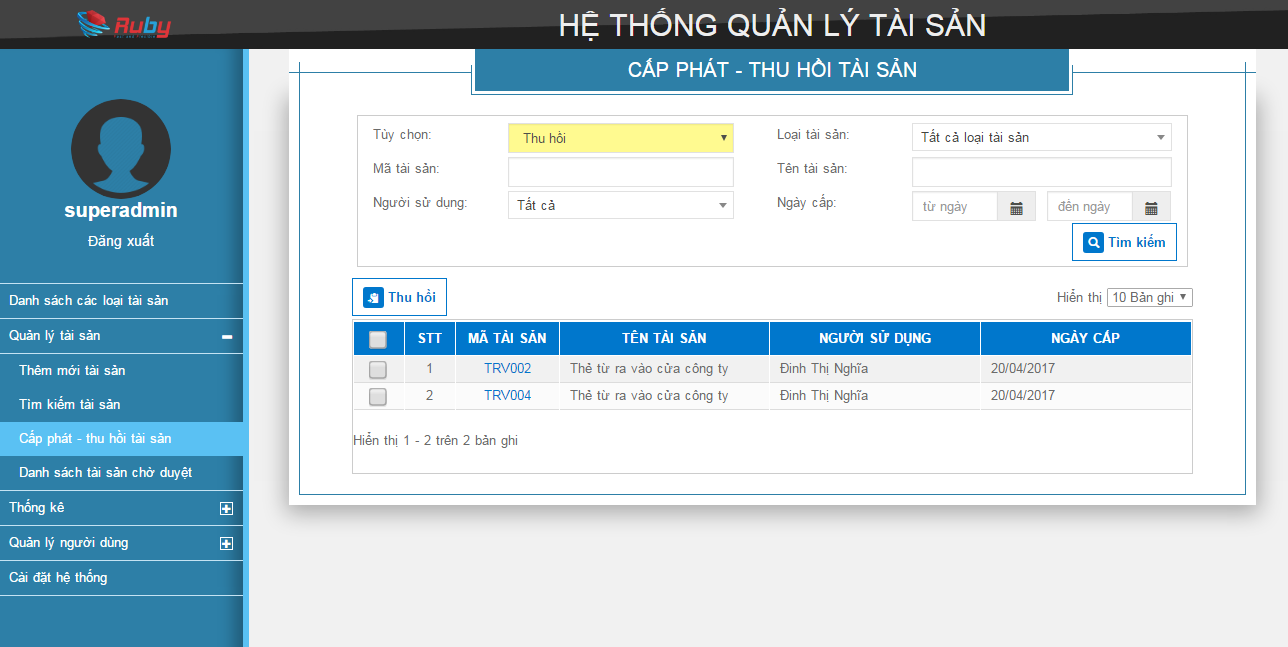 Ruby
HỆ THỐNG QUẢN LÝ TÀI SẢN
superadmin
Đăng xuất
Danh sách các loại tài sản
Quản lý tài sản
Thêm mới tài sản
Tìm kiếm tài sản
Cấp phát - thu hồi tài sản
Danh sách tài sản chờ duyệt
Thống kê
Quản lý người dùng
Cài đặt hệ thống
CẤP PHÁT - THU HỒI TÀI SẢN
Tùy chọn: Thu hồi Loại tài sản: Tất cả loại tài sản
Mã tài sản: Tên tài sản:
Người sử dụng: Tất cả Ngày cấp: từ ngày đến ngày
Tìm kiếm
Thu hồi Hiển thị 10 Bản ghi
STT MÃ TÀI SẢN TÊN TÀI SẢN NGƯỜI SỬ DỤNG NGÀY CẤP
1 TRV002 Thẻ từ ra vào cửa công ty Đinh Thị Nghĩa 20/04/2017
2 TRV004 Thẻ từ ra vào cửa công ty Đinh Thị Nghĩa 20/04/2017
Hiển thị 1 - 2 trên 2 bản ghi